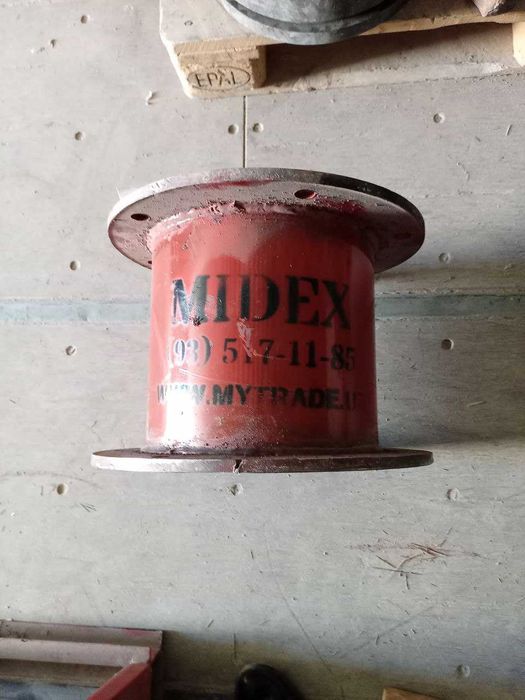 EPAL
MIDEX
(93) 517-11-85
WWW.MYTRADE.U